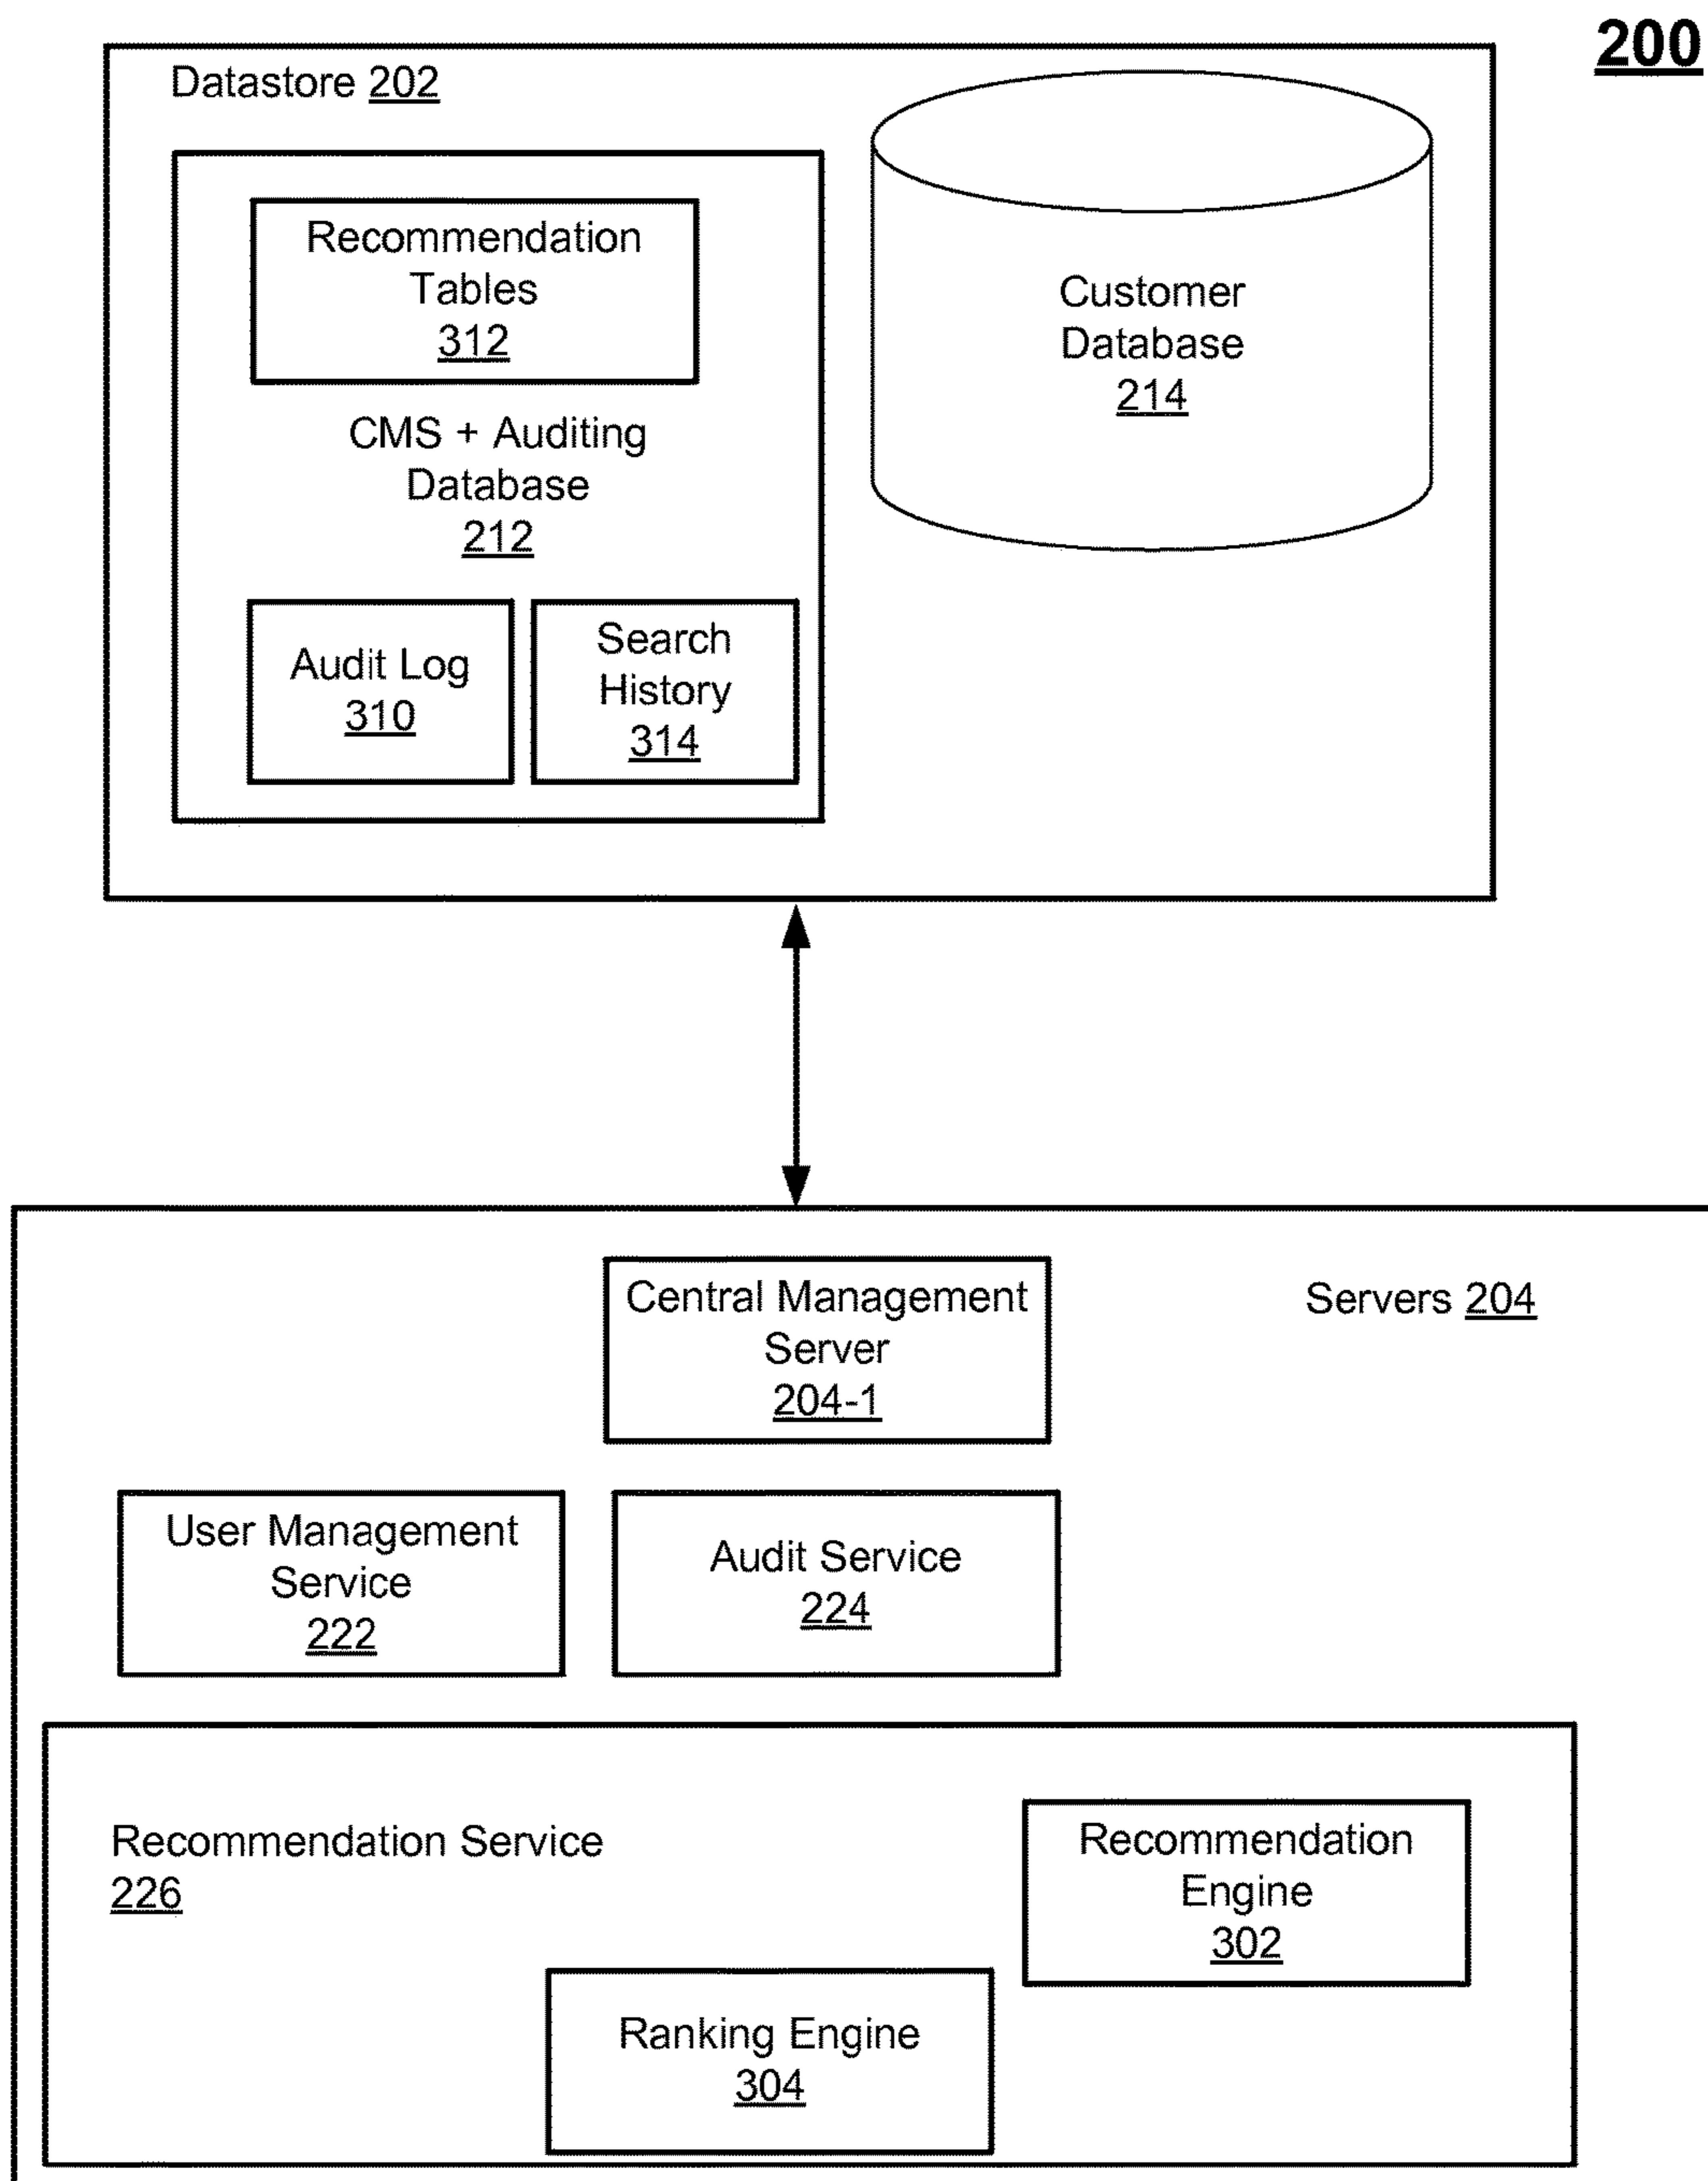 200
Datastore 202
Recommendation
Tables
312
CMS + Auditing
Database
212
Audit Log
310
Search
History
314
Customer
Database
214
Central Management
Server
204-1
Servers 204
User Management
Service
222
Audit Service
224
Recommendation Service
226
Recommendation
Engine
302
Ranking Engine
304